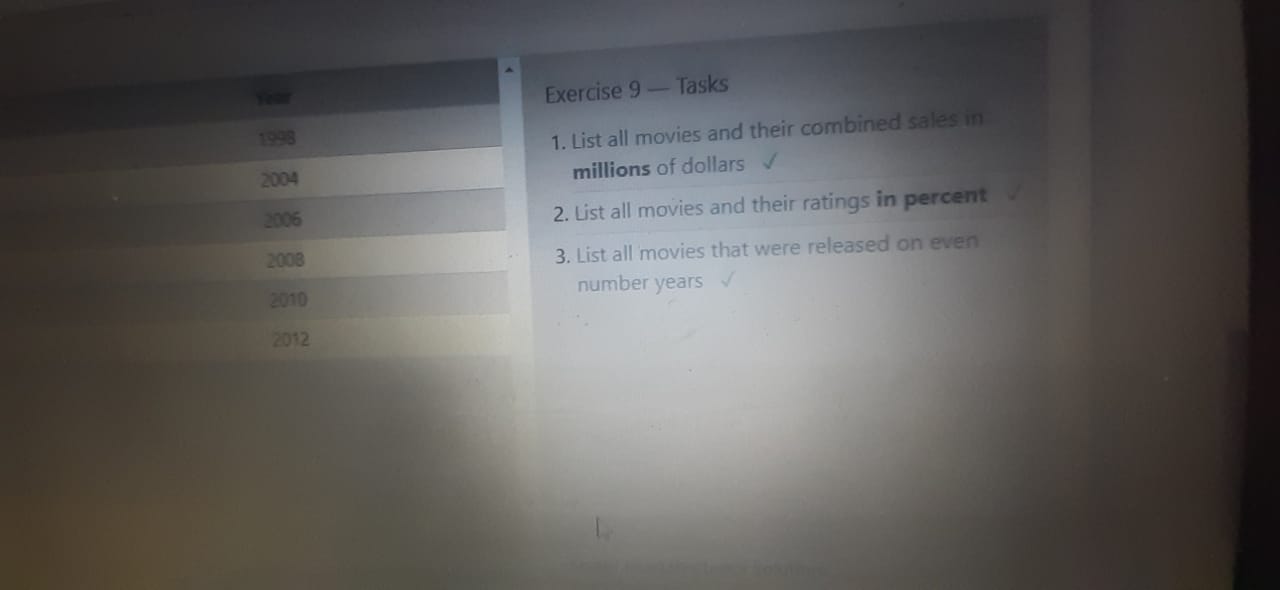 Year
1998
2004
2006
2008
2010
2012
Exercise 9 — Tasks
1. List all movies and their combined sales in
millions of dollars ✓
2. List all movies and their ratings in percent ✓
3. List all movies that were released on even
number years ✓